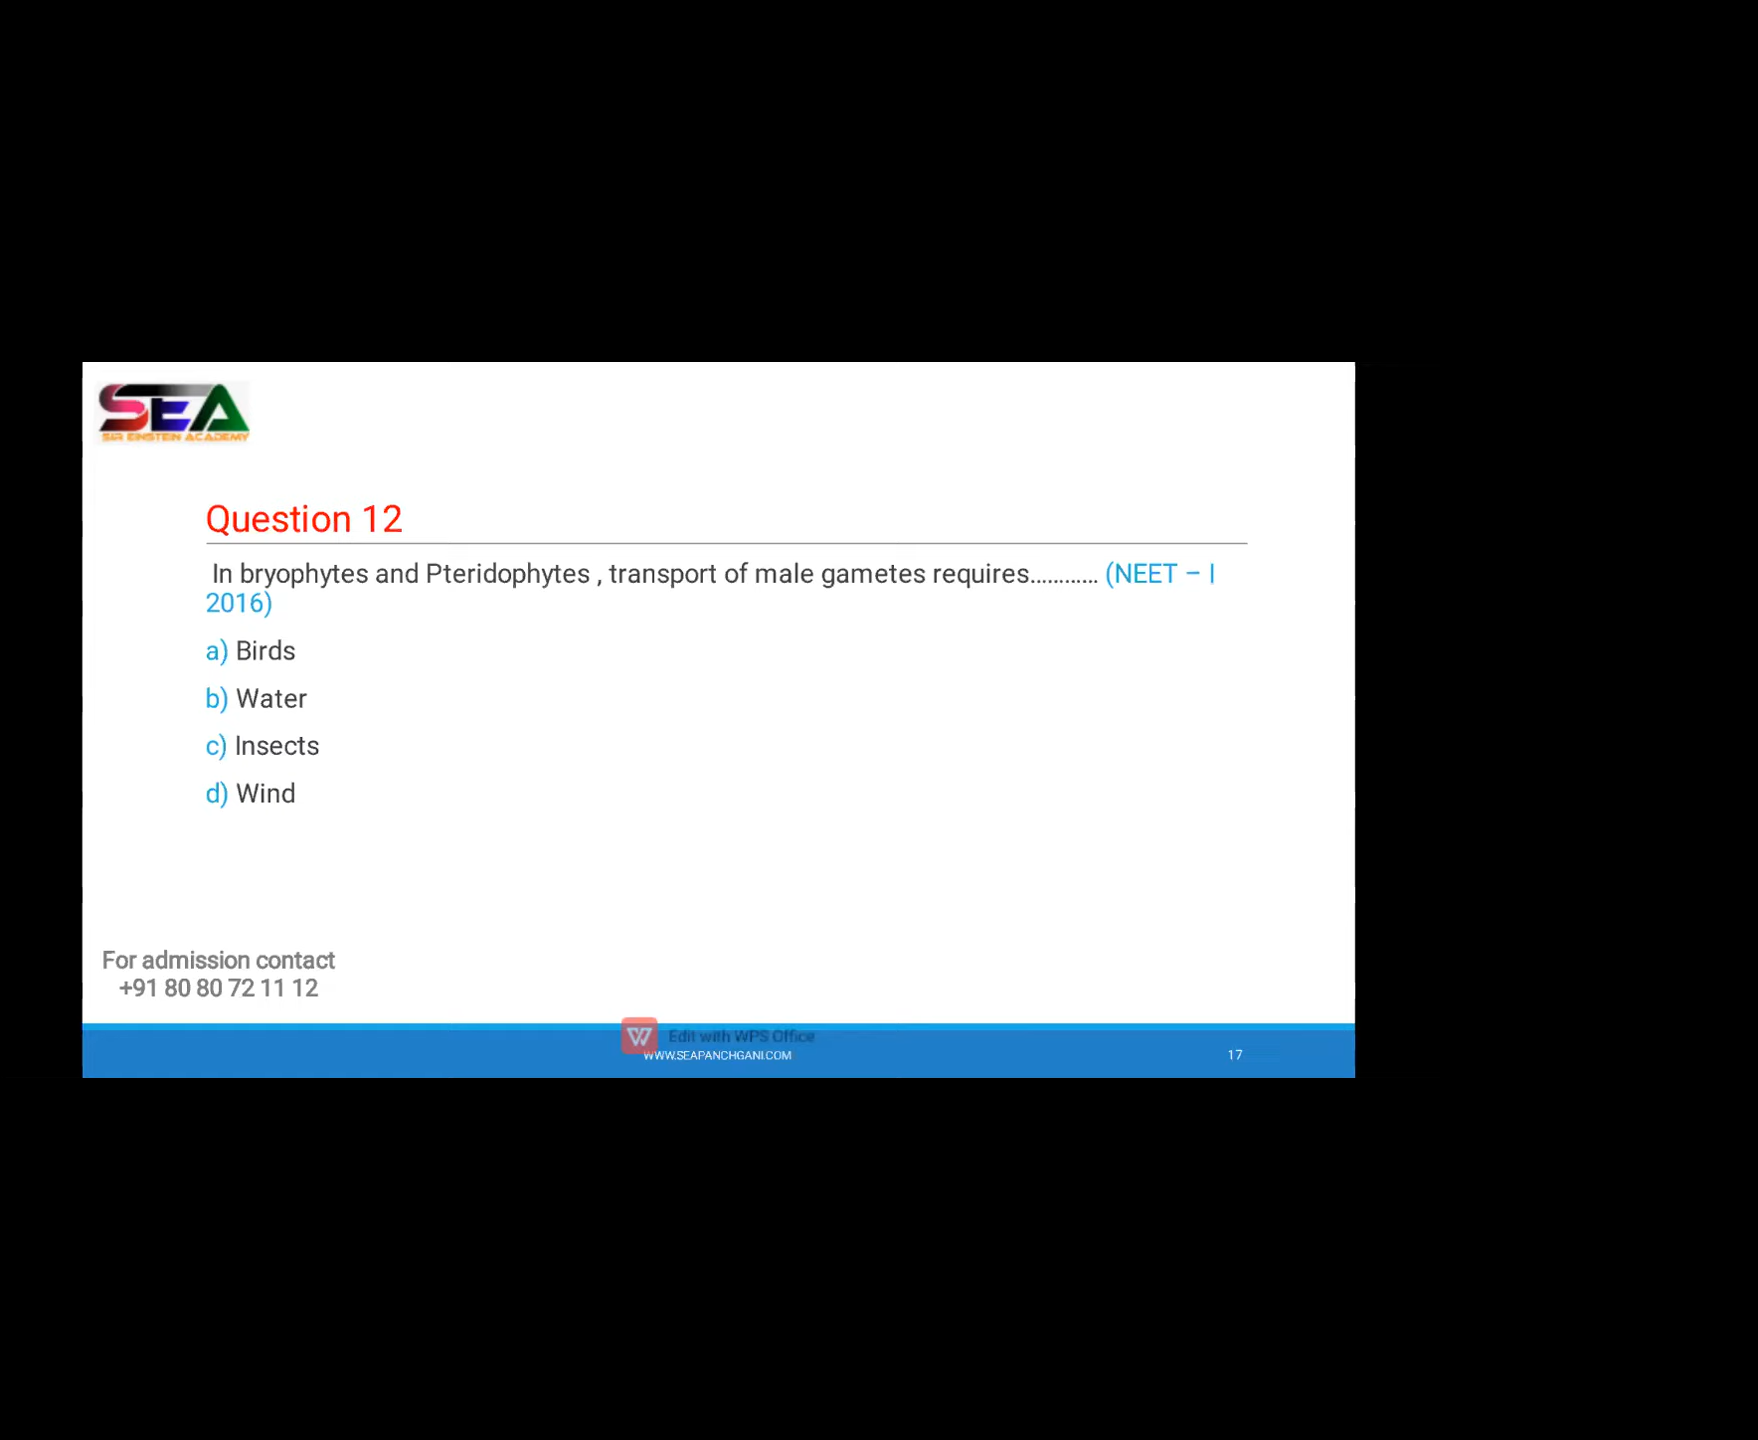 SEA
SIR EINSTEIN ACADEMY
Question 12
In bryophytes and Pteridophytes , transport of male gametes requires............ (NEET – I
2016)
a) Birds
b) Water
c) Insects
d) Wind
For admission contact
+91 80 80 72 11 12
Edit with WPS Office
WWW.SEAPANCHGANI.COM
17